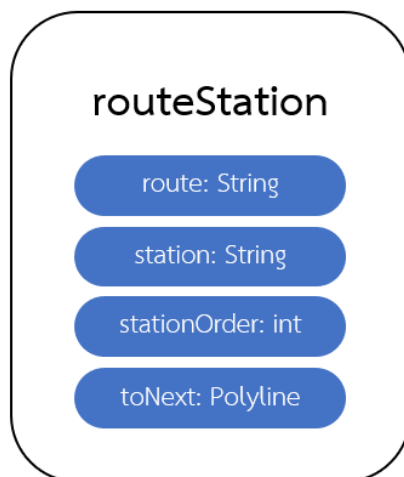 routeStation
route: String
station: String
stationOrder: int
toNext: Polyline